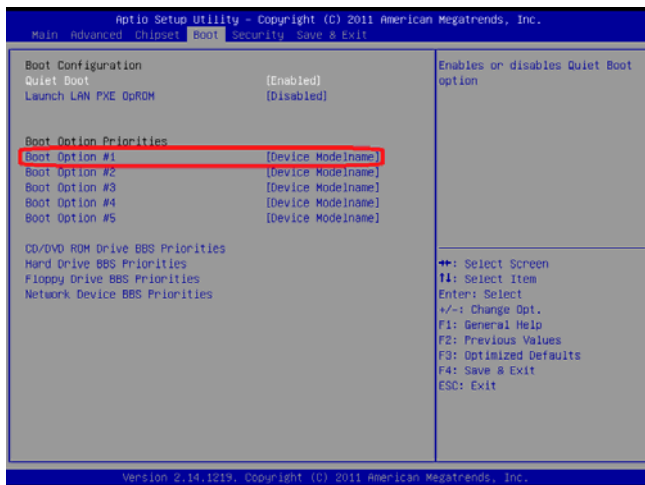 Aptio Setup Utility - Copyright (C) 2011 American Megatrends, Inc.
Main Advanced Chipset Boot Security Save & Exit
Boot Configuration
Quiet Boot [Enabled]
Launch LAN PXE OpROM [Disabled]
Boot Option Priorities
Boot Option #1 [Device Modelname]
Boot Option #2 [Device Modelname]
Boot Option #3 [Device Modelname]
Boot Option #4 [Device Modelname]
Boot Option #5 [Device Modelname]
CD/DVD ROM Drive BBS Priorities
Hard Drive BBS Priorities
Floppy Drive BBS Priorities
Network Device BBS Priorities
Enables or disables Quiet Boot
option
→←: Select Screen
↑↓: Select Item
Enter: Select
+/-: Change Opt.
F1: General Help
F2: Previous Values
F3: Optimized Defaults
F4: Save & Exit
ESC: Exit
Version 2.14.1219. Copyright (C) 2011 American Megatrends, Inc.